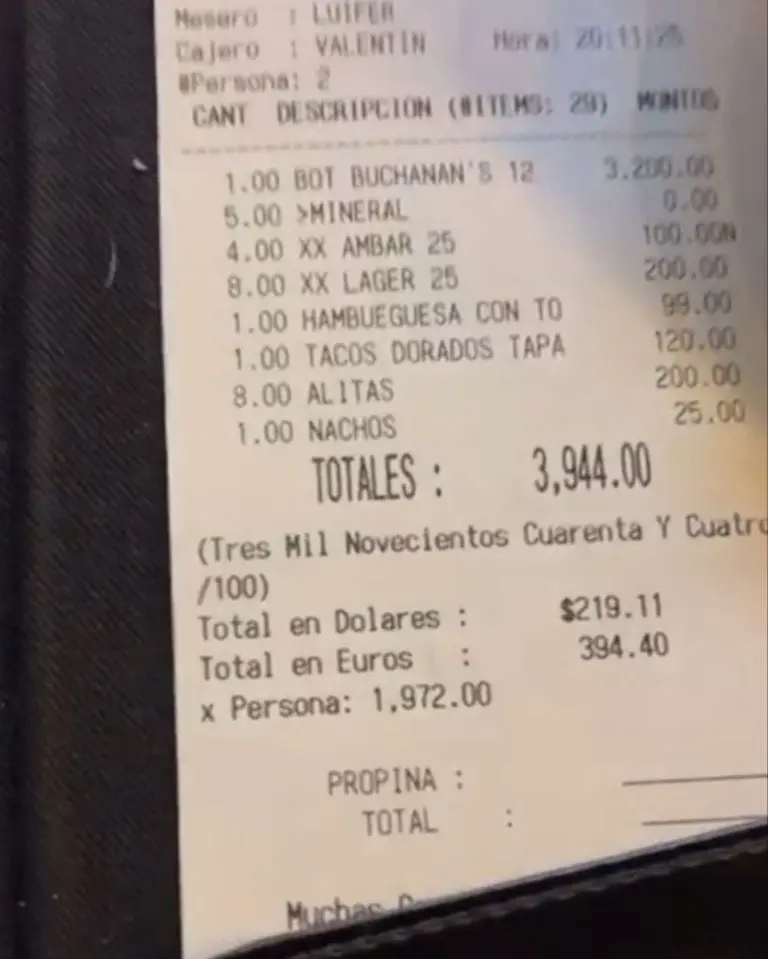 Mesero : LUIFER
Cajero : VALENTIN Hora: 20:11:25
#Persona: 2
CANT DESCRIPCION (#ITEMS: 29) MONTOS
1.00 BOT BUCHANAN'S 12 3,200.00
5.00 >MINERAL 0.00
4.00 XX AMBAR 25 100.00N
8.00 XX LAGER 25 200.00
1.00 HAMBUEGUESA CON TO 99.00
1.00 TACOS DORADOS TAPA 120.00
8.00 ALITAS 200.00
1.00 NACHOS 25.00
TOTALES : 3,944.00
(Tres Mil Novecientos Cuarenta Y Cuatro
/100)
Total en Dolares : $219.11
Total en Euros : 394.40
x Persona: 1,972.00
PROPINA :
TOTAL :
Muchas